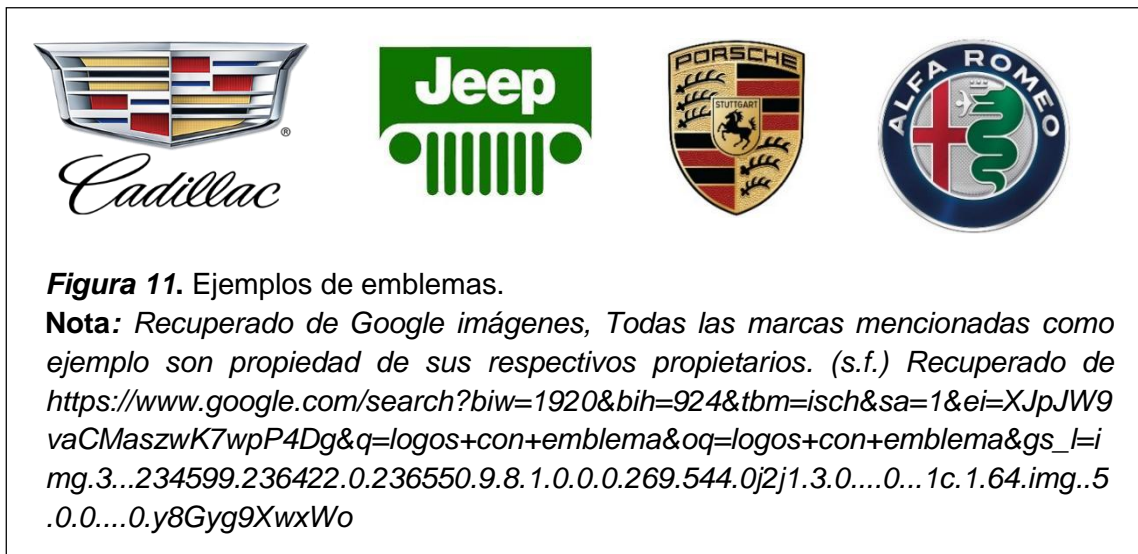 Cadillac
®
Jeep
PORSCHE
STUTTGART
ALFA ROMEO
Figura 11. Ejemplos de emblemas.
Nota: Recuperado de Google imágenes, Todas las marcas mencionadas como
ejemplo son propiedad de sus respectivos propietarios. (s.f.) Recuperado de
https://www.google.com/search?biw=1920&bih=924&tbm=isch&sa=1&ei=XJpJW9
vaCMaszwK7wpP4Dg&q=logos+con+emblema&oq=logos+con+emblema&gs_l=i
mg.3...234599.236422.0.236550.9.8.1.0.0.0.269.544.0j2j1.3.0....0...1c.1.64.img..5
.0.0....0.y8Gyg9XwxWo